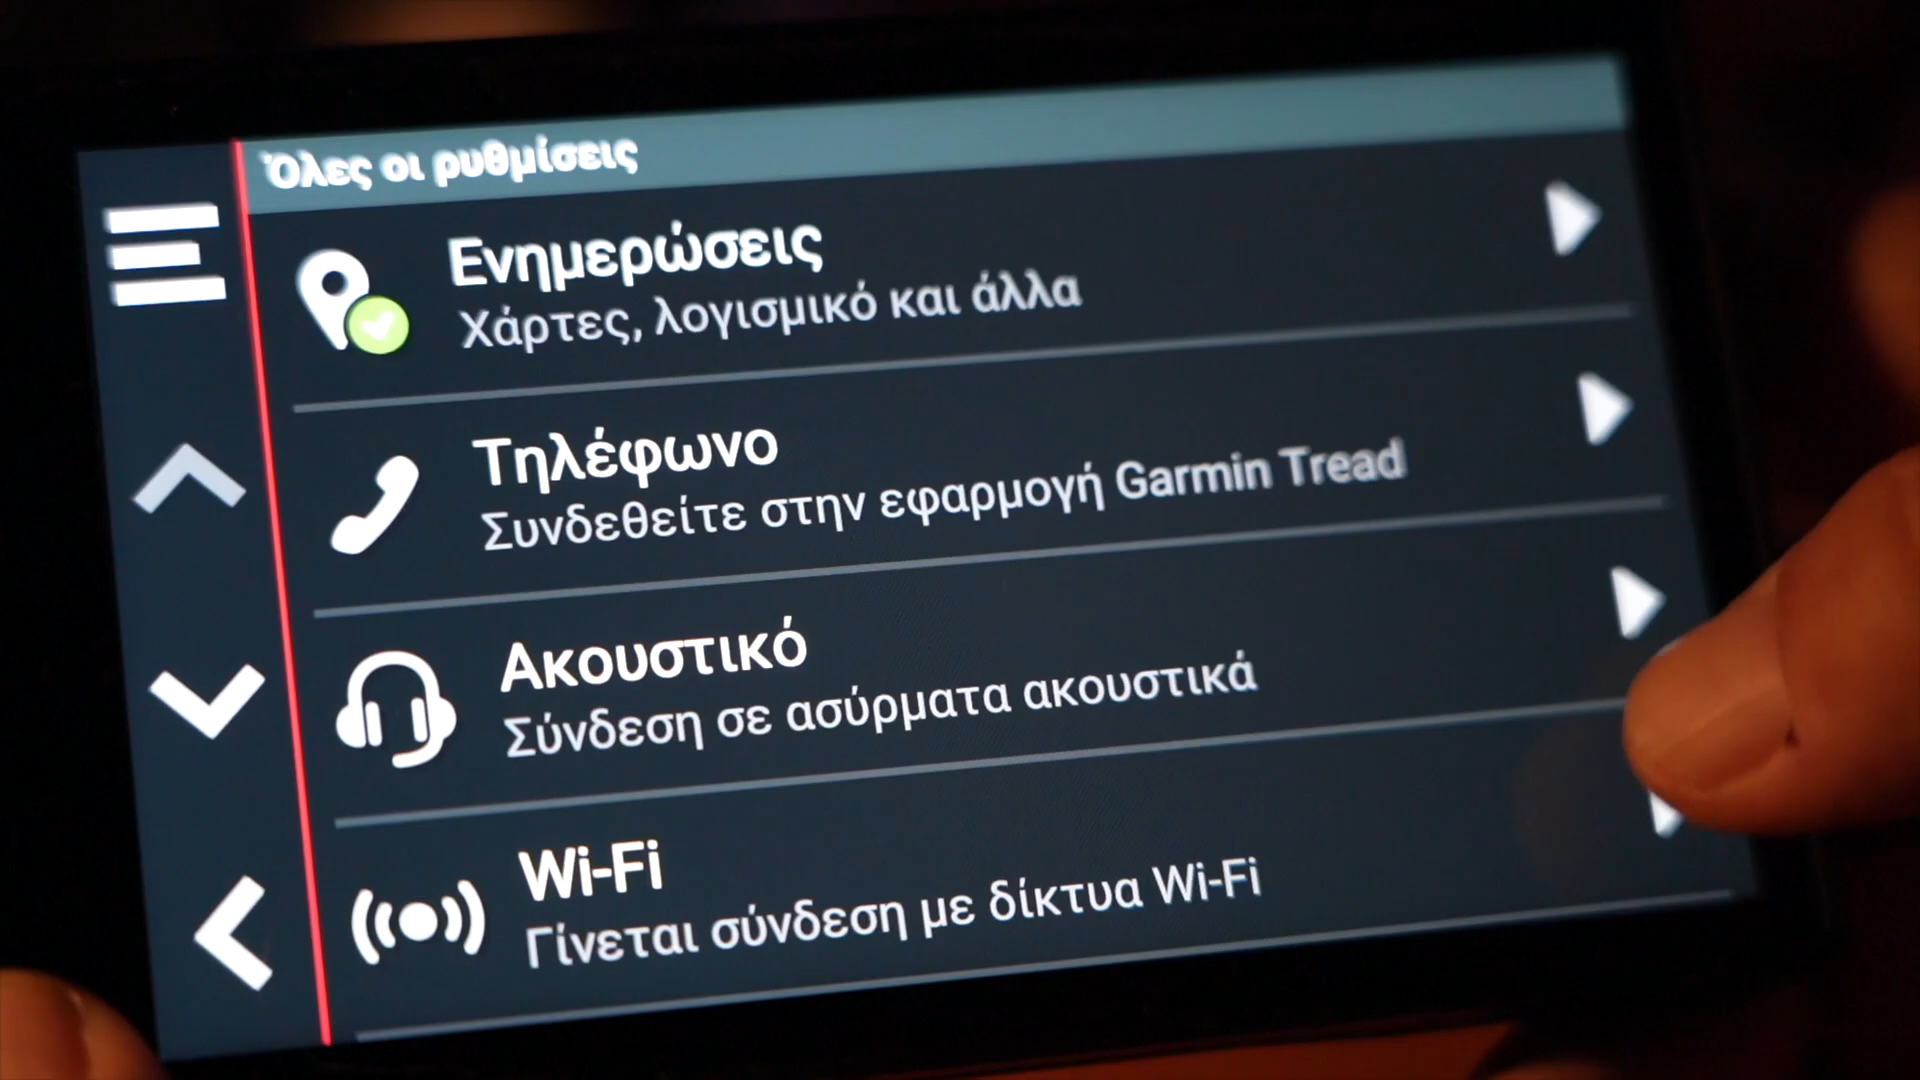 Όλες οι ρυθμίσεις
Ενημερώσεις
Χάρτες, λογισμικό και άλλα
Τηλέφωνο
Συνδεθείτε στην εφαρμογή Garmin Tread
Ακουστικό
Σύνδεση σε ασύρματα ακουστικά
Wi-Fi
Γίνεται σύνδεση με δίκτυα Wi-Fi